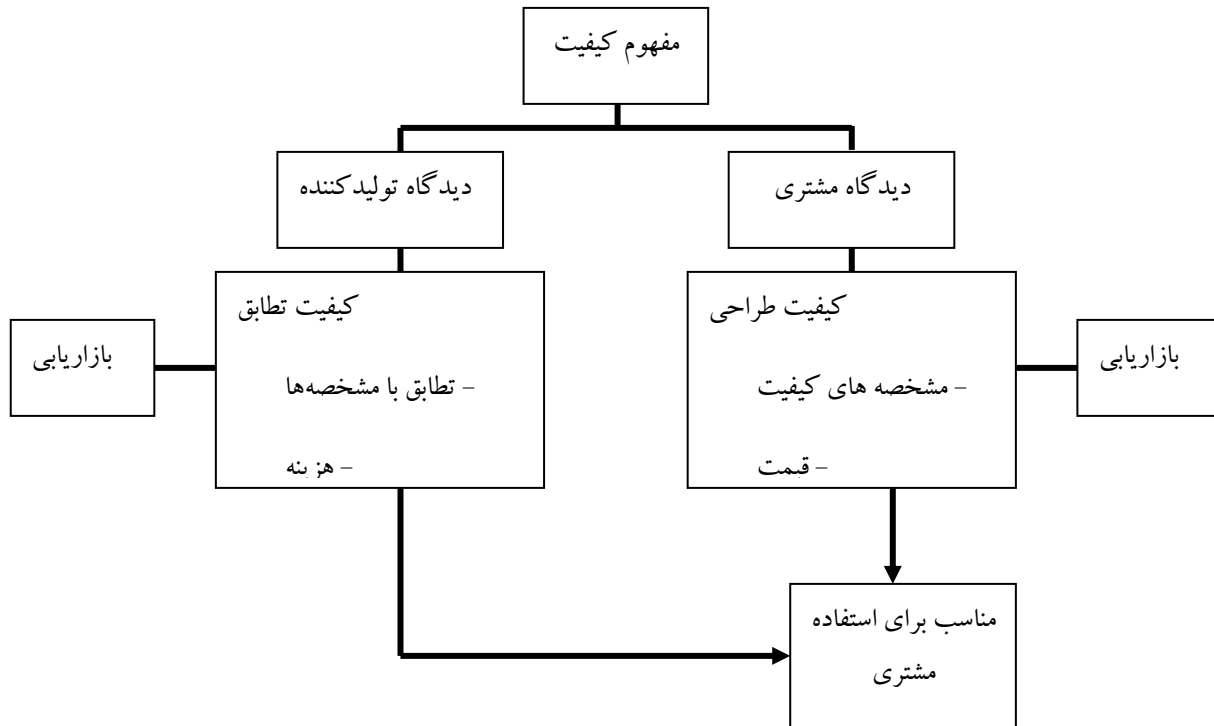 مفهوم کیفیت
دیدگاه مشتری
دیدگاه تولیدکننده
کیفیت طراحی
– مشخصه های کیفیت
– قیمت
بازاریابی
کیفیت تطابق
– تطابق با مشخصه‌ها
– هزینه
بازاریابی
مناسب برای استفاده
مشتری